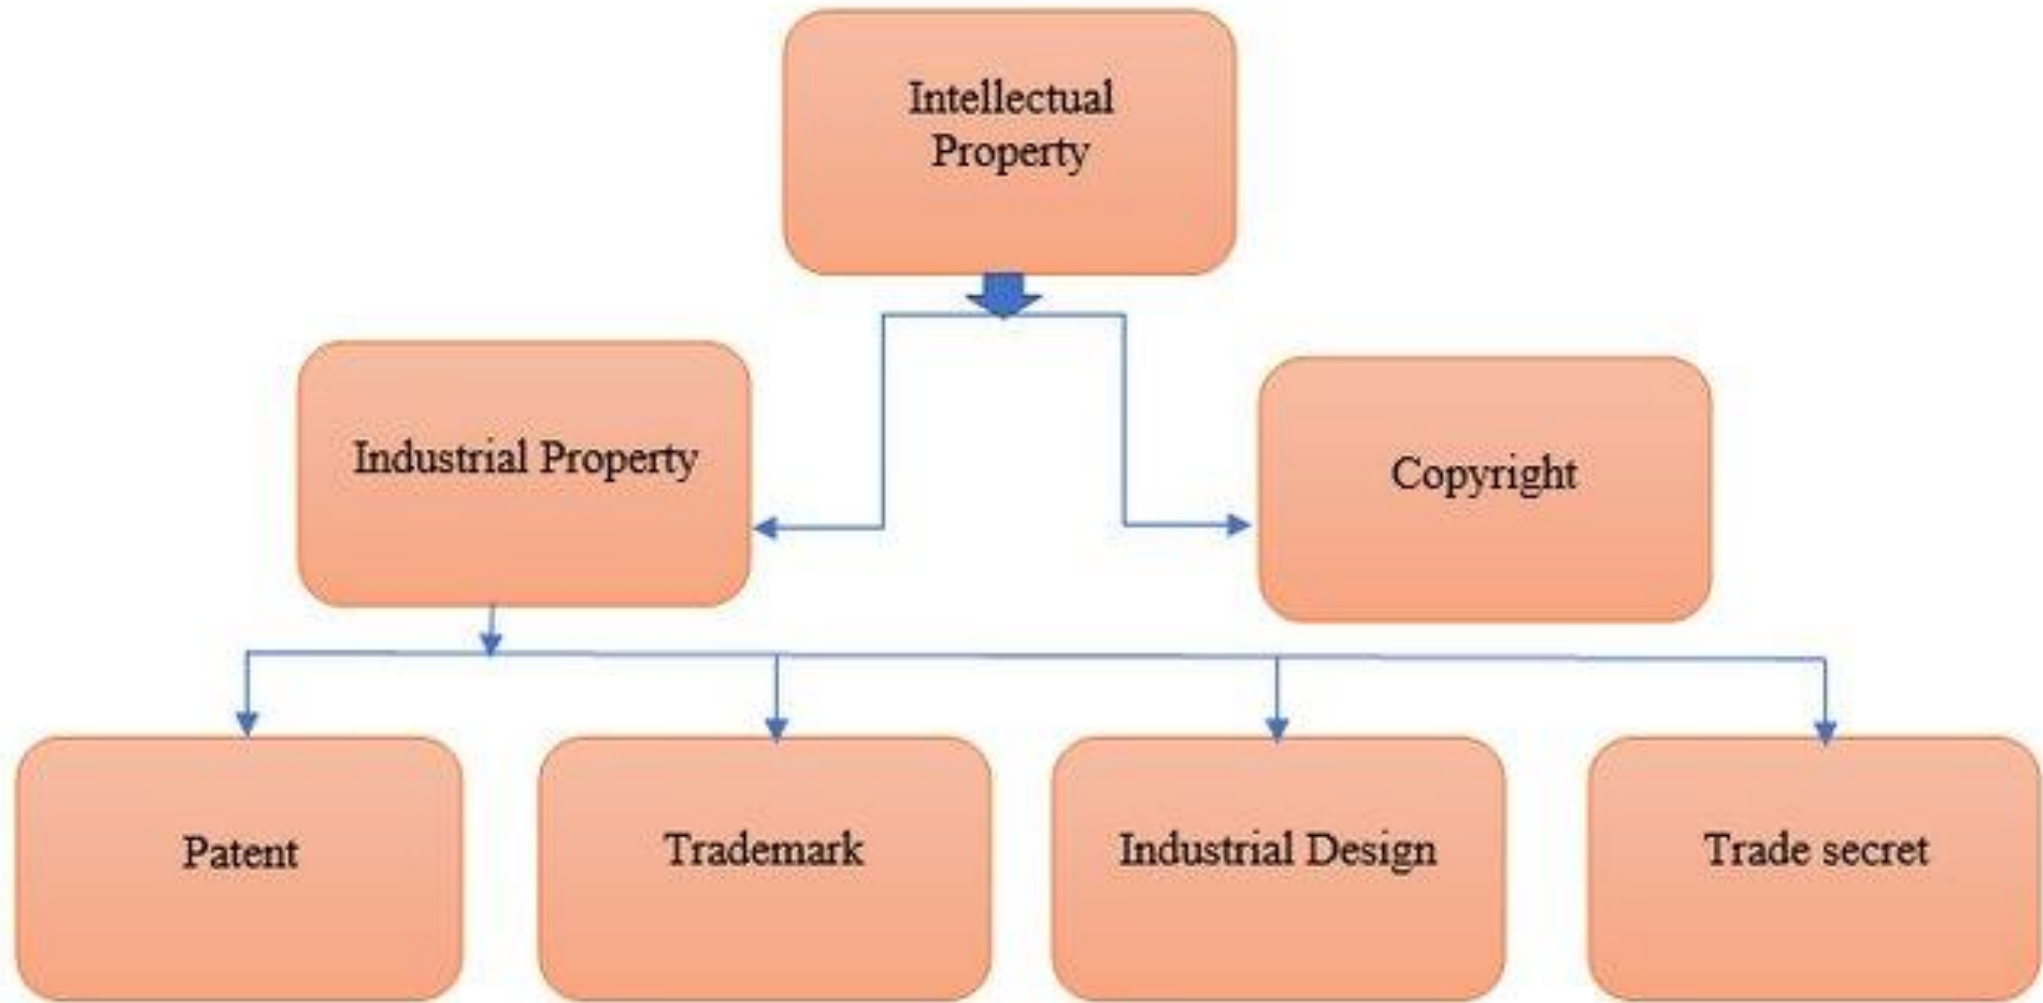 Intellectual
Property
Industrial Property
Copyright
Patent
Trademark
Industrial Design
Trade secret